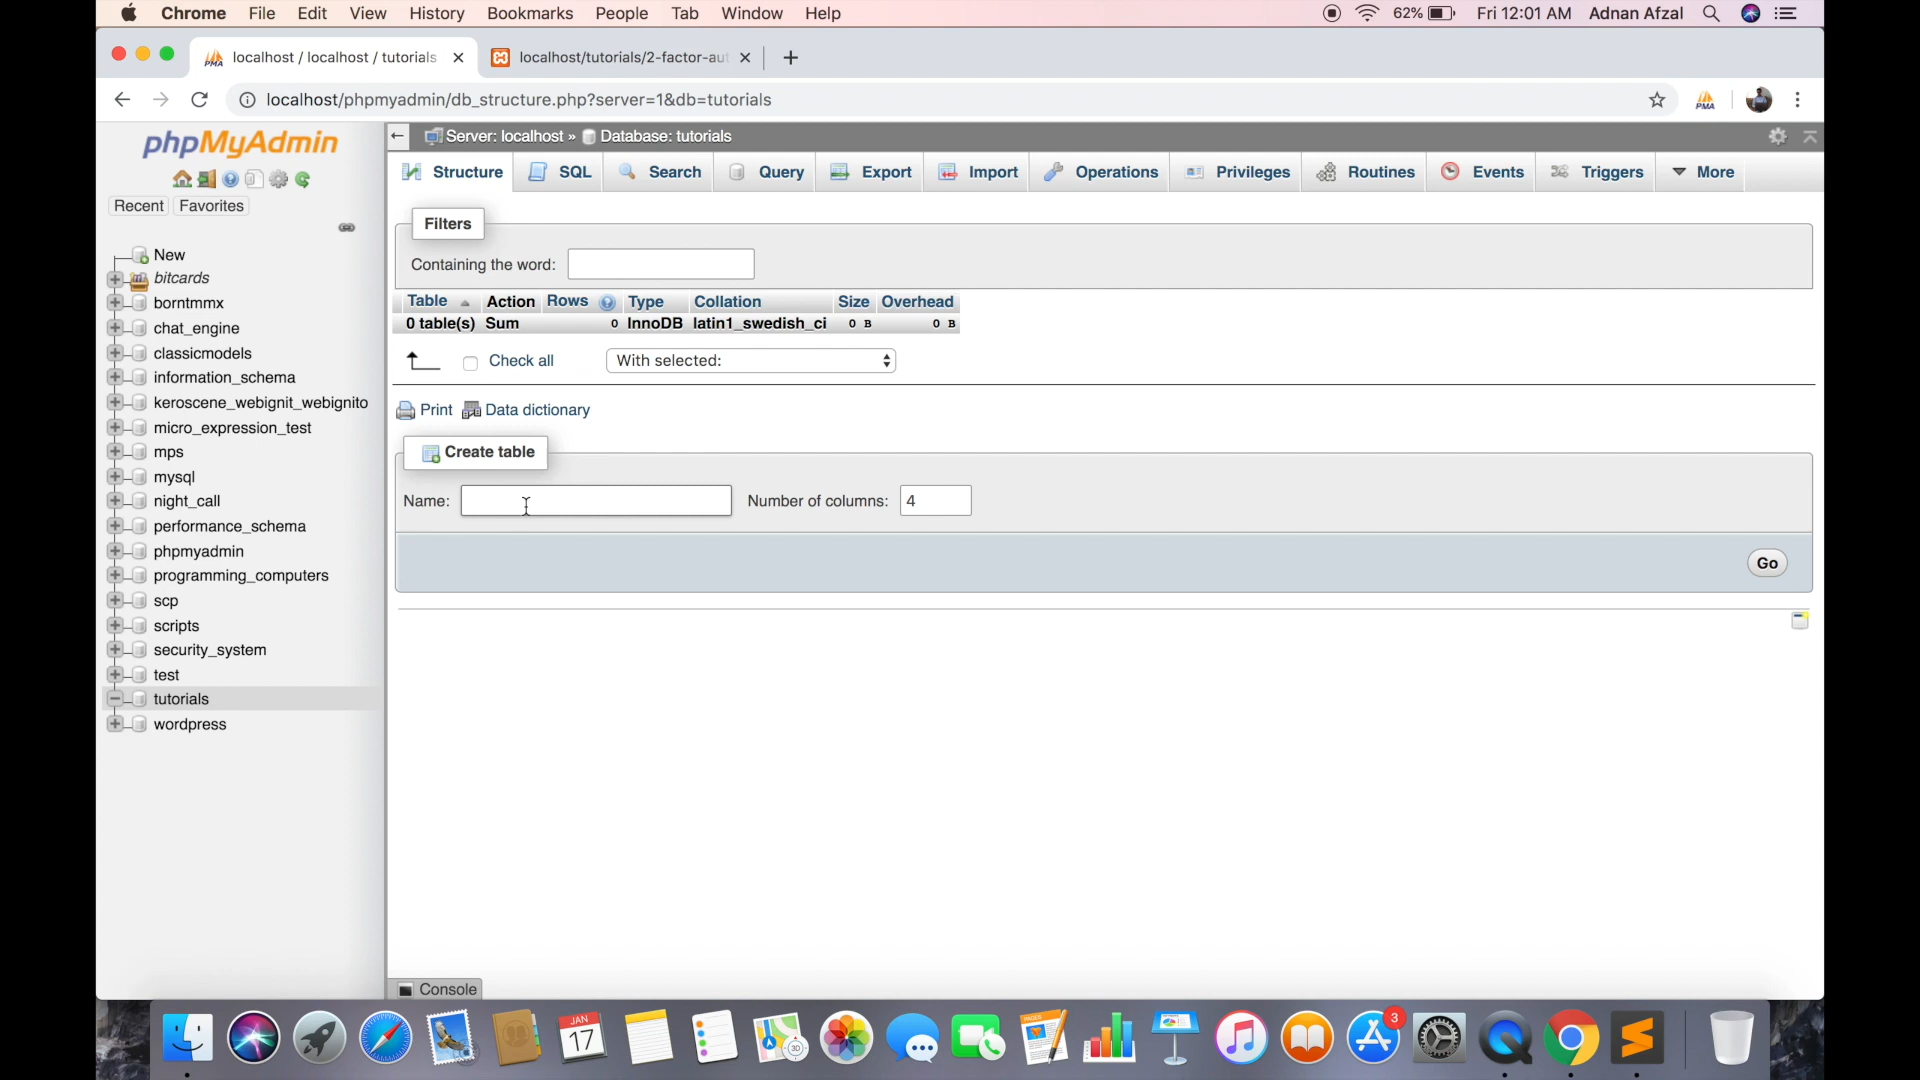 Chrome File Edit View History Bookmarks People Tab Window Help 62% Fri 12:01 AM Adnan Afzal
localhost / localhost / tutorials localhost/tutorials/2-factor-aut
localhost/phpmyadmin/db_structure.php?server=1&db=tutorials PMA
phpMyAdmin
Recent Favorites
New
bitcards
borntmmx
chat_engine
classicmodels
information_schema
keroscene_webignit_webignito
micro_expression_test
mps
mysql
night_call
performance_schema
phpmyadmin
programming_computers
scp
scripts
security_system
test
tutorials
wordpress
Server: localhost » Database: tutorials
Structure SQL Search Query Export Import Operations Privileges Routines Events Triggers More
Filters
Containing the word:
Table Action Rows Type Collation Size Overhead
0 table(s) Sum 0 InnoDB latin1_swedish_ci 0 B 0 B
Check all With selected:
Print Data dictionary
Create table
Name: Number of columns: 4
Go
Console
JAN
17
3